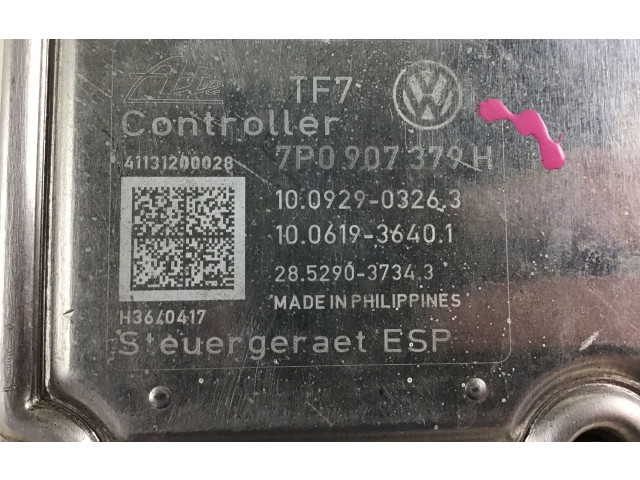 Ate TF7
Controller
41131200028 7P0 907 379 H
10.0929-0326.3
10.0619-3640.1
28.5290-3734.3
MADE IN PHILIPPINES
H3640417
Steuergeraet ESP